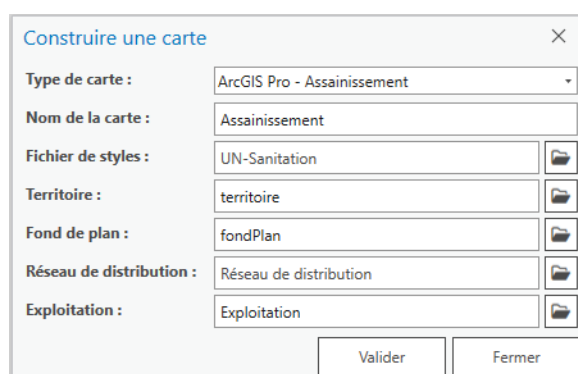 Construire une carte
Type de carte : ArcGIS Pro - Assainissement
Nom de la carte : Assainissement
Fichier de styles : UN-Sanitation
Territoire : territoire
Fond de plan : fondPlan
Réseau de distribution : Réseau de distribution
Exploitation : Exploitation
Valider Fermer